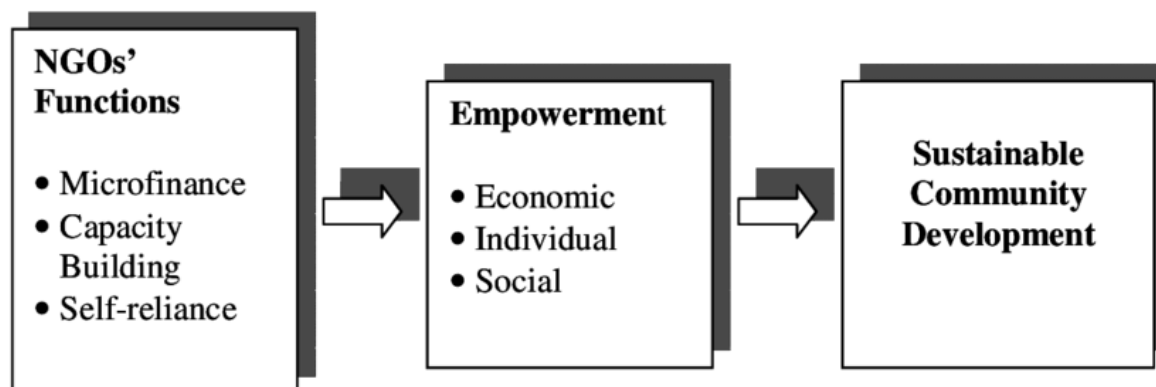 NGOs’
Functions
• Microfinance
• Capacity
Building
• Self-reliance
Empowerment
• Economic
• Individual
• Social
Sustainable
Community
Development